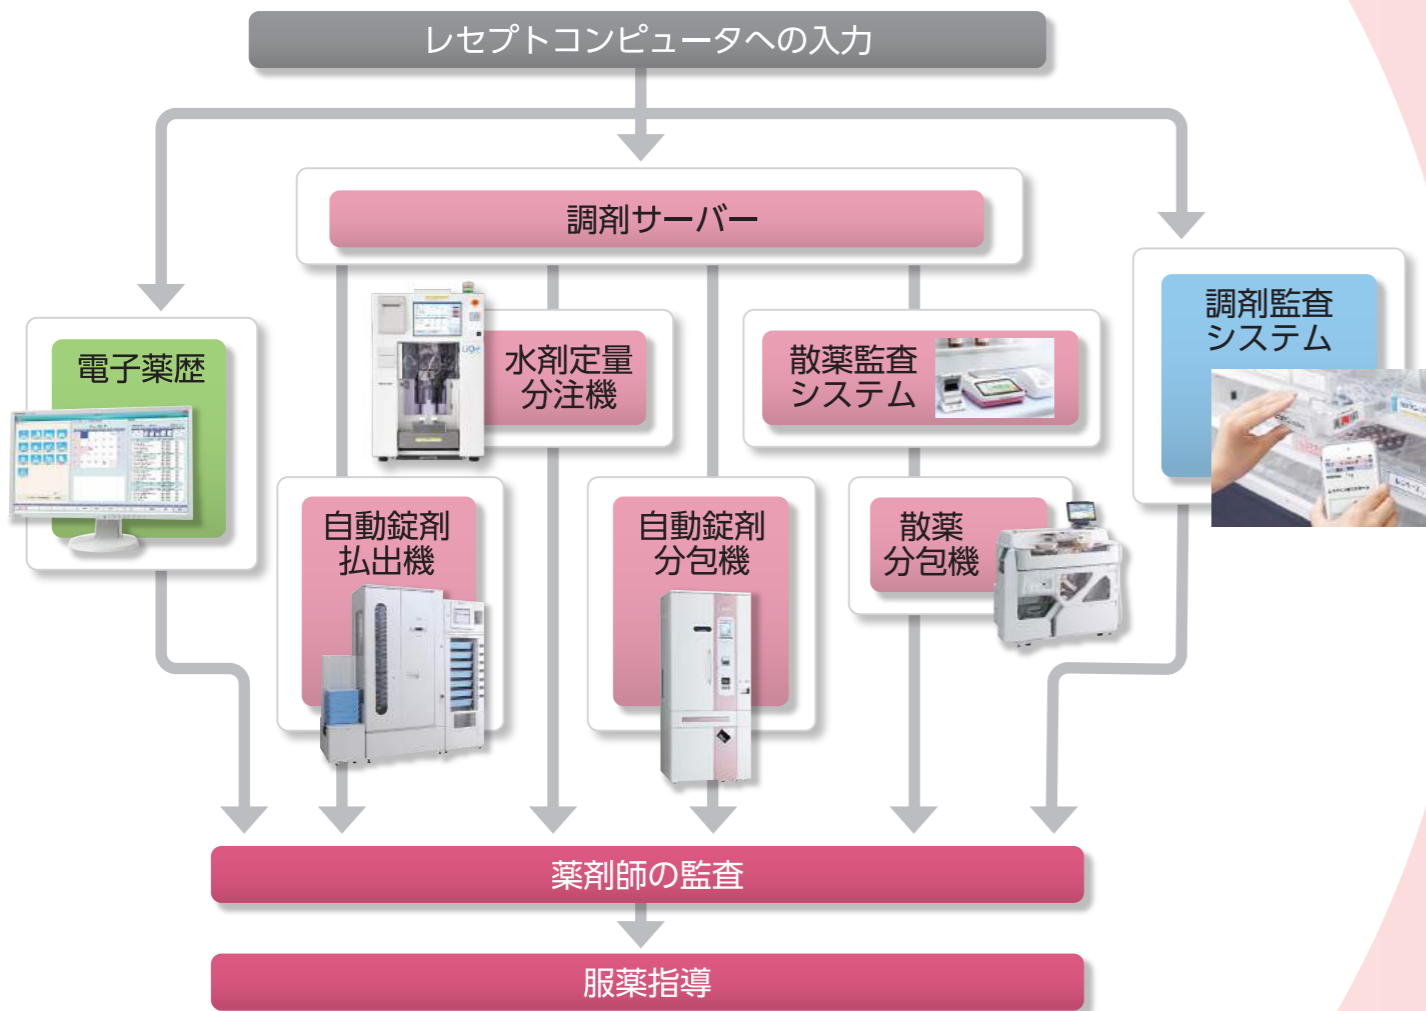 レセプトコンピュータへの入力
調剤サーバー
調剤監査
システム
電子薬歴
水剤定量
分注機
散薬監査
システム
自動錠剤
払出機
自動錠剤
分包機
散薬
分包機
薬剤師の監査
服薬指導